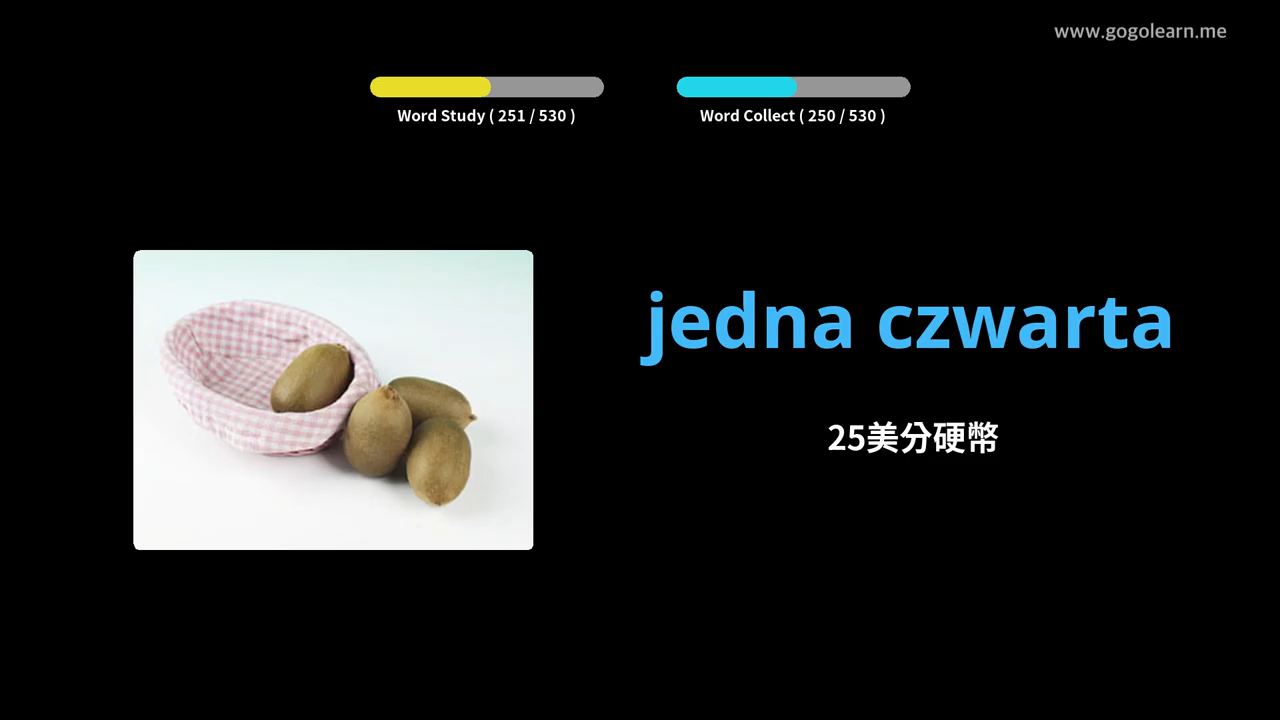 www.gogolearn.me
Word Study ( 251 / 530 )
Word Collect ( 250 / 530 )
jedna czwarta
25美分硬幣